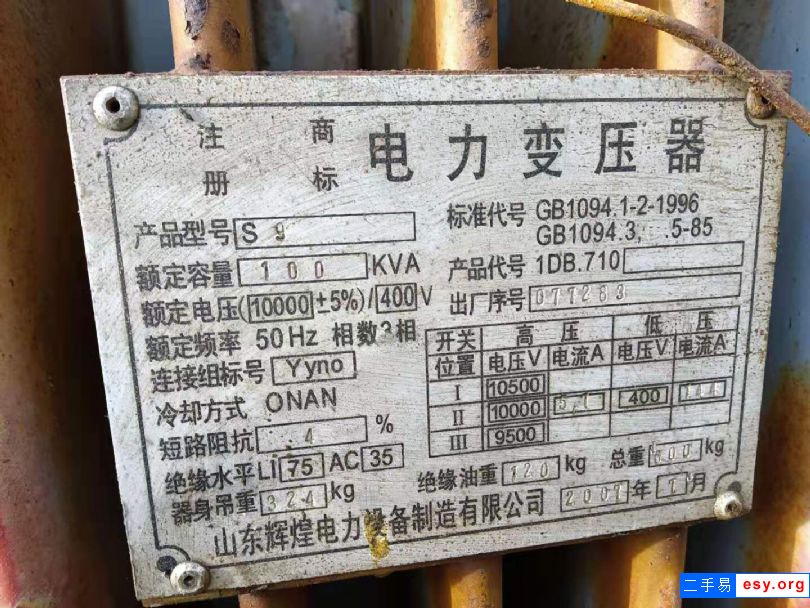 注 商
册 标
电力变压器
产品型号 S 9
标准代号 GB1094.1-2-1996
GB1094.3, .5-85
额定容量 100 KVA
产品代号 1DB.710
额定电压(10000±5%)/400V
出厂序号 077283
额定频率 50Hz 相数3相
连接组标号 Yyno
冷却方式 ONAN
短路阻抗 4 %
绝缘水平 LI 75 AC 35
器身吊重 324 kg
开关 高 压 低 压
位置 电压V 电流A 电压V 电流A
I 10500
II 10000 400
III 9500
绝缘油重 120 kg
总重 kg
山东辉煌电力设备制造有限公司 2007年 月
二手易 esy.org